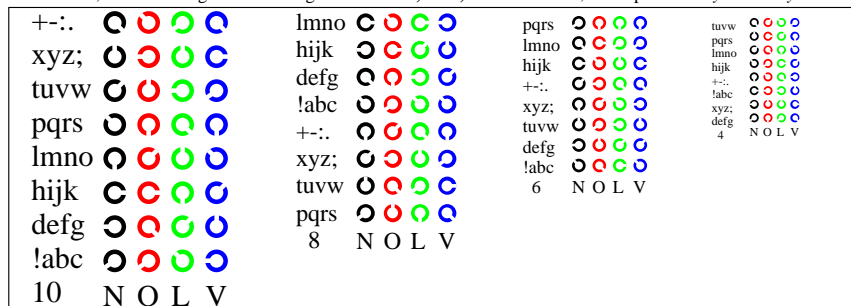 +-:.
xyz;
tuvw
pqrs
lmno
hijk
defg
!abc
10 N O L V
lmno
hijk
defg
!abc
+-:.
xyz;
tuvw
pqrs
8 N O L V
pqrs
lmno
hijk
+-:.
xyz;
tuvw
defg
!abc
6 N O L V
tuvw
pqrs
lmno
hijk
+-:.
!abc
xyz;
defg
4 N O L V